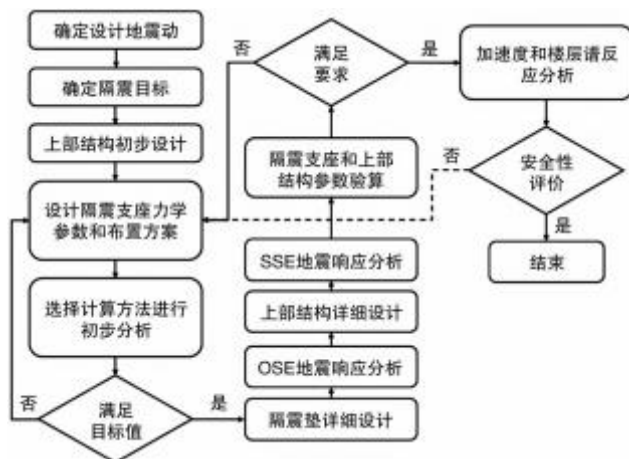 确定设计地震动
确定隔震目标
上部结构初步设计
设计隔震支座力学
参数和布置方案
选择计算方法进行
初步分析
满足
目标值
否
是
隔震垫详细设计
OSE地震响应分析
上部结构详细设计
SSE地震响应分析
隔震支座和上部
结构参数验算
满足
要求
否
是
加速度和楼层谱反
应分析
安全性
评价
否
是
结束